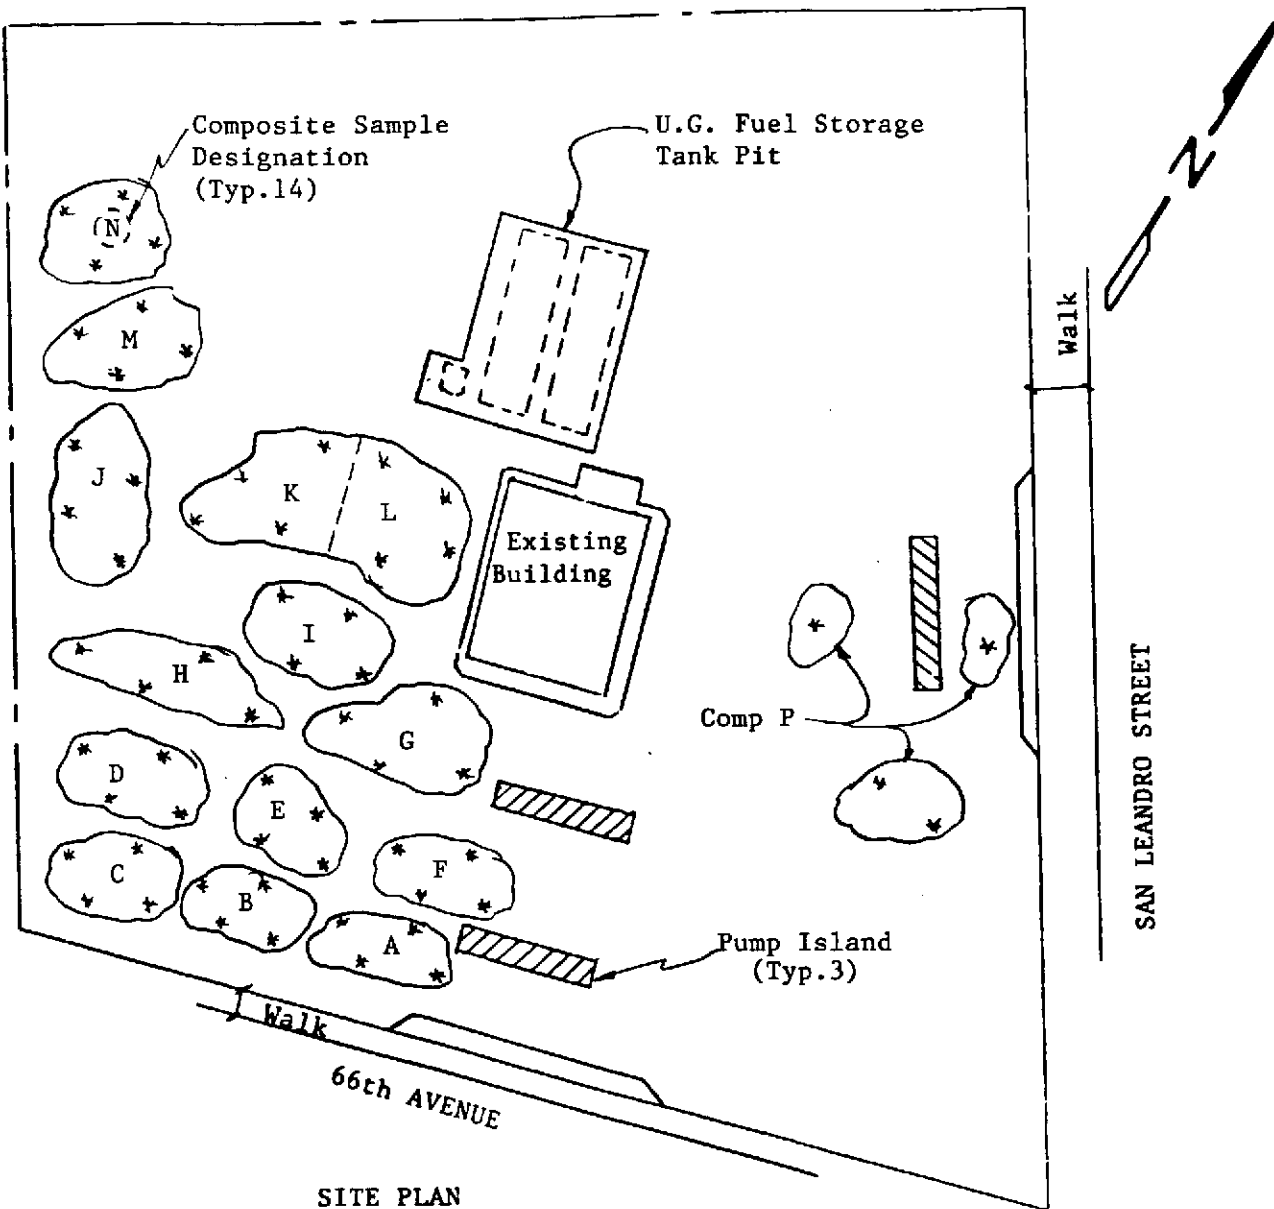 Composite Sample
Designation
(Typ.14)
U.G. Fuel Storage
Tank Pit
N
N
Walk
M
J
K
L
Existing
Building
I
H
Comp P
G
D
E
C
B
F
A
Pump Island
(Typ.3)
SAN LEANDRO STREET
Walk
66th AVENUE
SITE PLAN